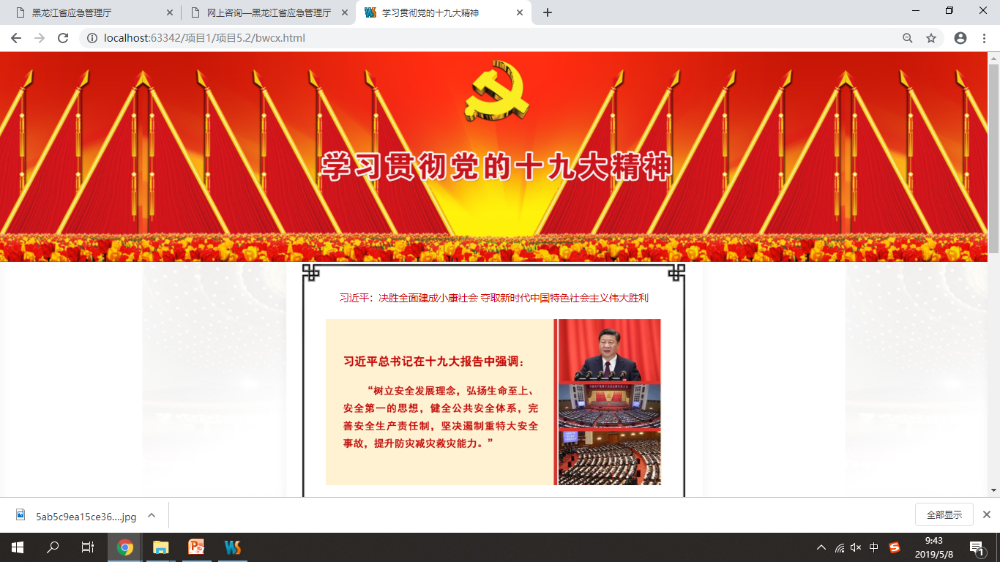 黑龙江省应急管理厅
网上咨询—黑龙江省应急管理厅
学习贯彻党的十九大精神
localhost:63342/项目1/项目5.2/bwcx.html
学习贯彻党的十九大精神
习近平：决胜全面建成小康社会 夺取新时代中国特色社会主义伟大胜利
习近平总书记在十九大报告中强调：
“树立安全发展理念，弘扬生命至上、
安全第一的思想，健全公共安全体系，完
善安全生产责任制，坚决遏制重特大安全
事故，提升防灾减灾救灾能力。”
5ab5c9ea15ce36....jpg
全部显示
中
9:43
2019/5/8
1